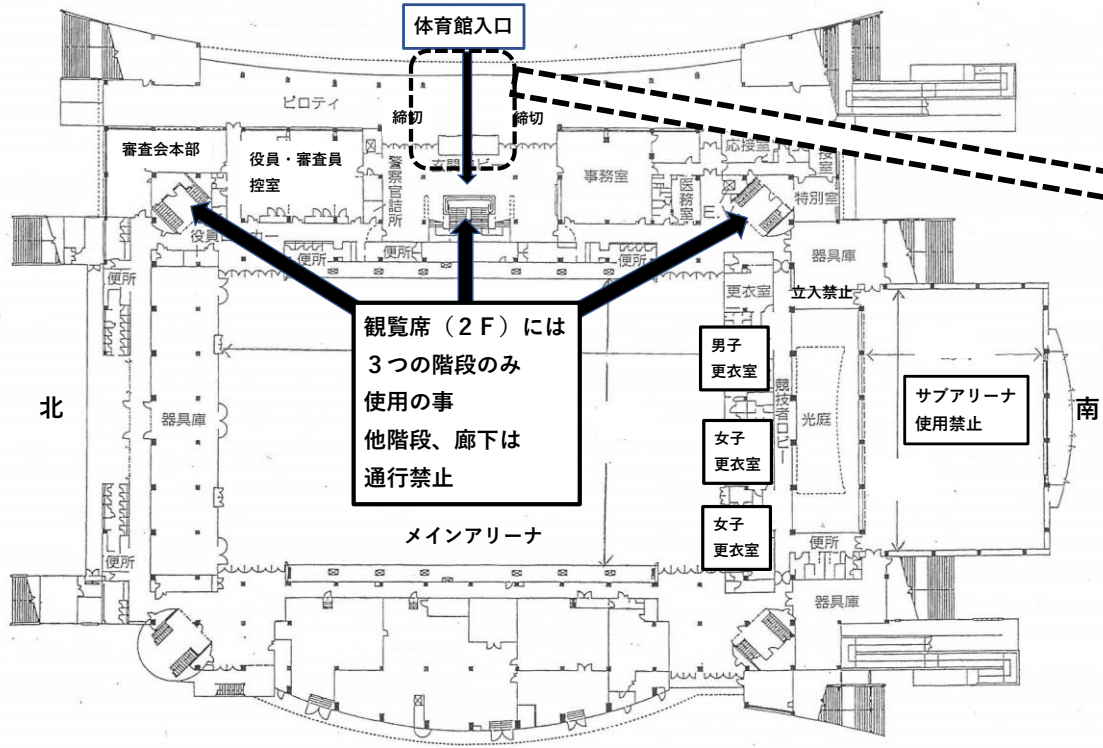 体育館入口
ピロティ
締切
締切
審査会本部
役員・審査員
控室
警察官詰所
事務室
医務室
応接室
特別室
便所
便所
便所
便所
器具庫
更衣室
立入禁止
観覧席（２Ｆ）には
３つの階段のみ
使用の事
他階段、廊下は
通行禁止
男子
更衣室
北
器具庫
競技者ロビー
光庭
サブアリーナ
使用禁止
南
女子
更衣室
女子
更衣室
メインアリーナ
便所
便所
器具庫